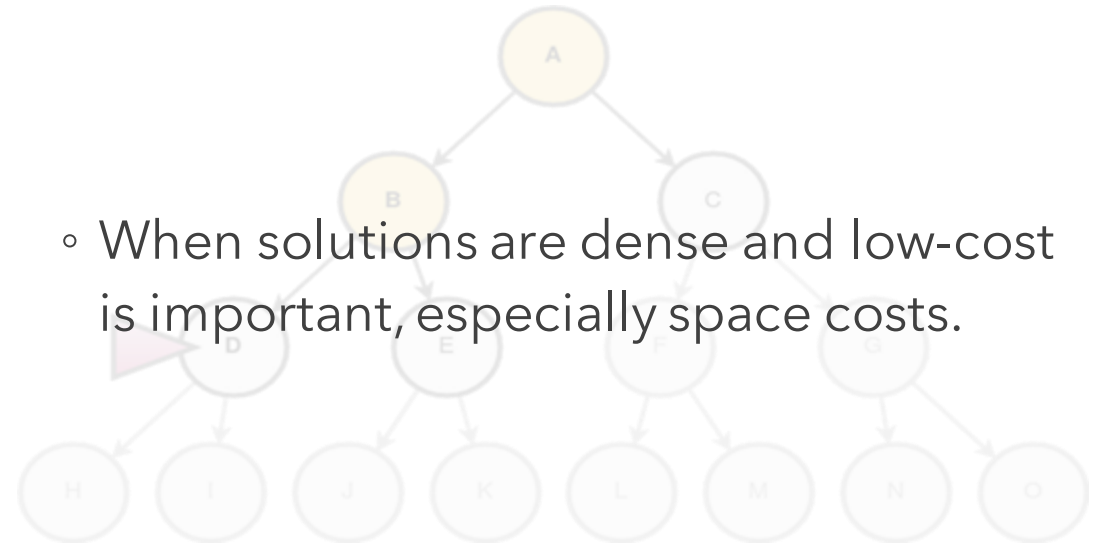 A
B C
◦ When solutions are dense and low-cost
is important, especially space costs.
D E F G
H I J K L M N O